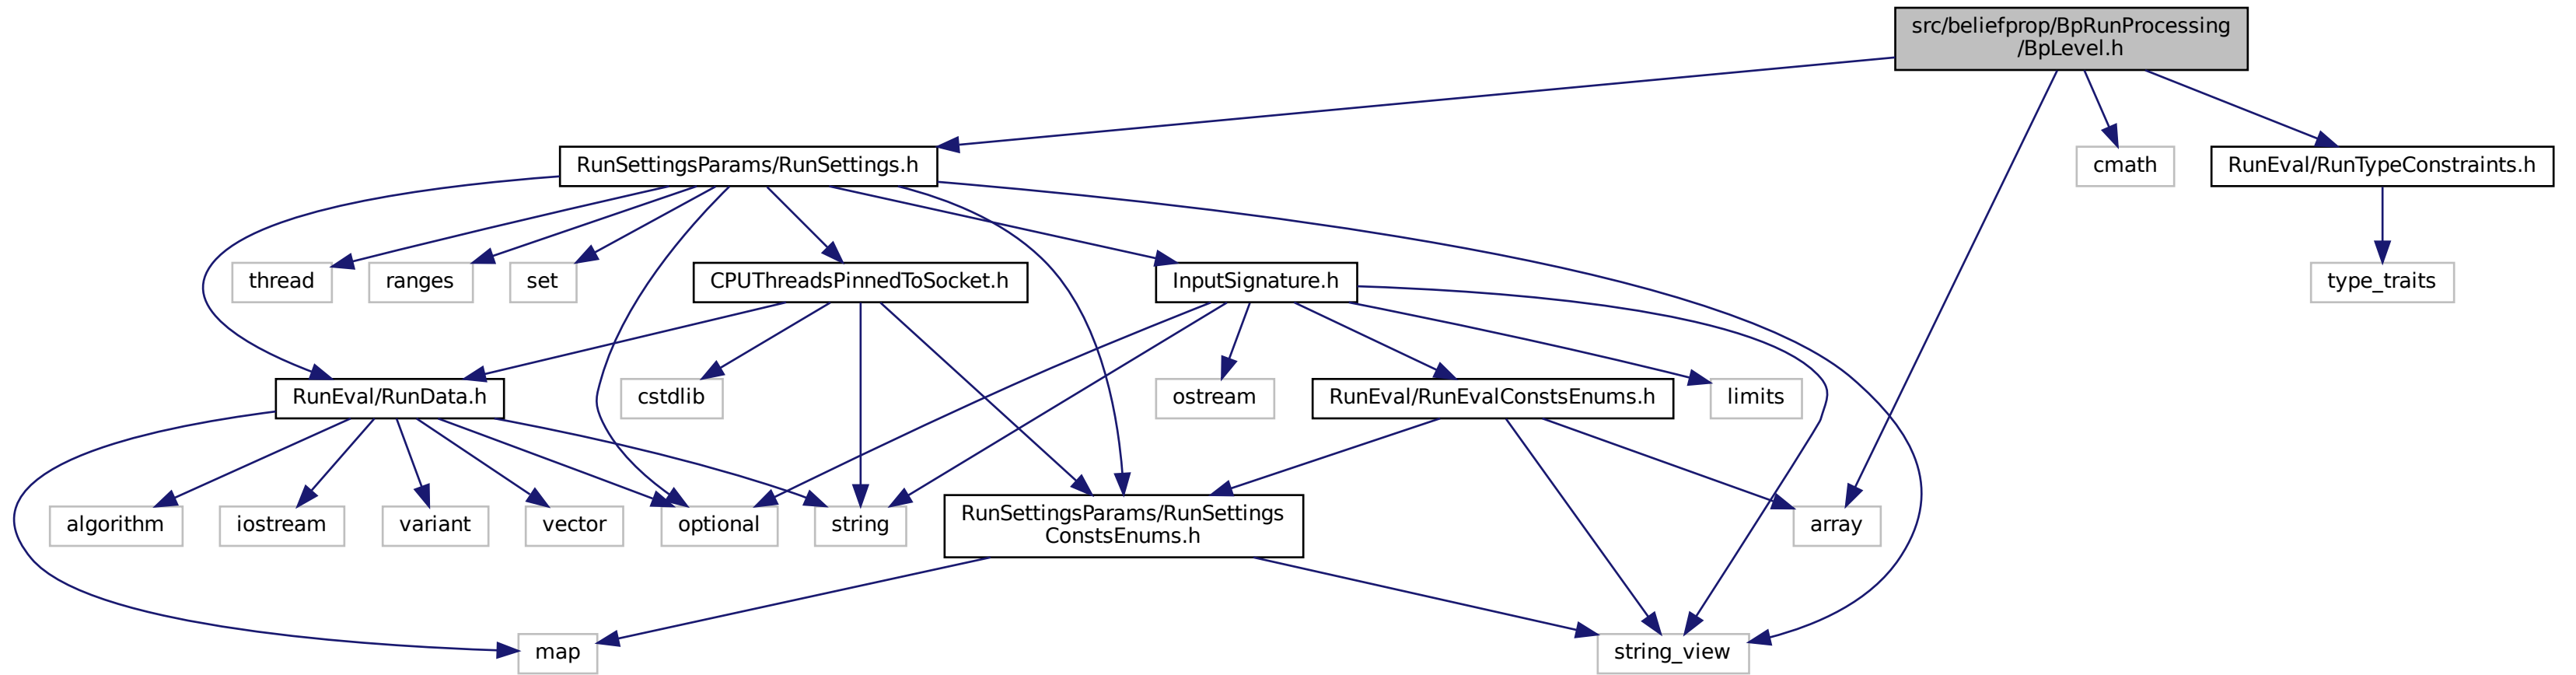 src/beliefprop/BpRunProcessing
/BpLevel.h
RunSettingsParams/RunSettings.h
cmath
RunEval/RunTypeConstraints.h
thread
ranges
set
CPUThreadsPinnedToSocket.h
InputSignature.h
type_traits
RunEval/RunData.h
cstdlib
ostream
RunEval/RunEvalConstsEnums.h
limits
algorithm
iostream
variant
vector
optional
string
RunSettingsParams/RunSettings
ConstsEnums.h
array
map
string_view